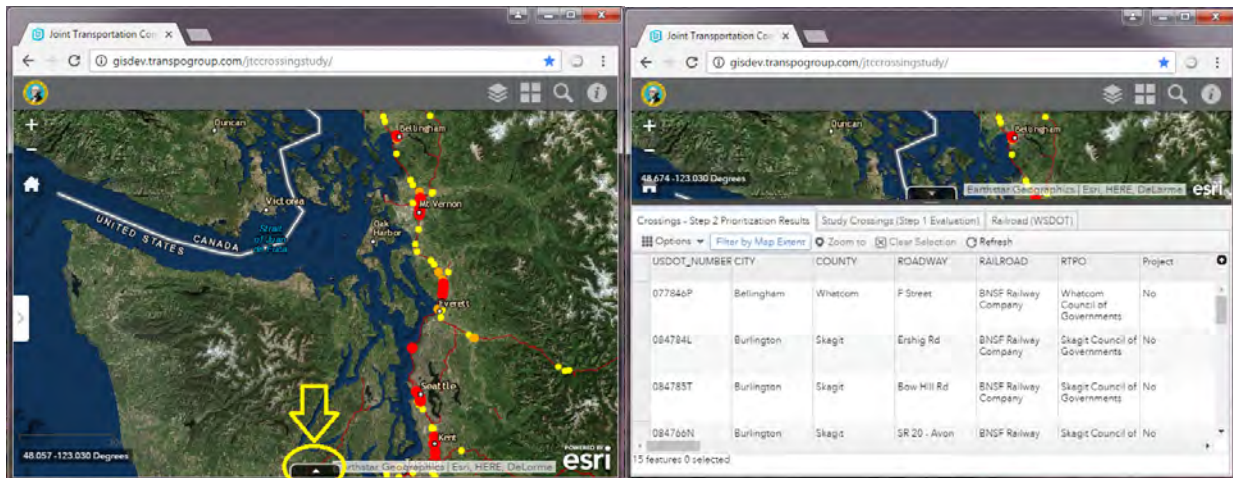 Joint Transportation Con
gisdev.transpogroup.com/jtccrossingstudy/
Duncan
Bellingham
Victoria
Mt Vernon
Oak
Harbor
UNITED STATES
CANADA
Strait
Everett
Seattle
Kent
48.057 -123.030 Degrees
Earthstar Geographics | Esri, HERE, DeLorme
POWERED BY
esri
Joint Transportation Con
gisdev.transpogroup.com/jtccrossingstudy/
Duncan
Bellingham
48.674 -123.030 Degrees
Earthstar Geographics | Esri, HERE, DeLorme
esri
Crossings - Step 2 Prioritization Results Study Crossings (Step 1 Evaluation) Railroad (WSDOT)
Options Filter by Map Extent Zoom to Clear Selection Refresh
USDOT_NUMBER CITY COUNTY ROADWAY RAILROAD RTPO Project
077846P Bellingham Whatcom F Street BNSF Railway Whatcom No
Company Council of
Governments
084784L Burlington Skagit Ershig Rd BNSF Railway Skagit Council of No
Company Governments
084785T Burlington Skagit Bow Hill Rd BNSF Railway Skagit Council of No
Company Governments
084766N Burlington Skagit SR 20 - Avon BNSF Railway Skagit Council of No
15 features 0 selected